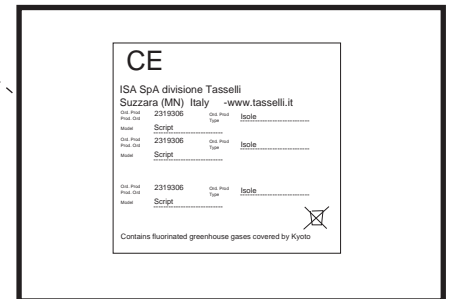 CE
ISA SpA divisione Tasselli
Suzzara (MN) Italy -www.tasselli.it
Ord. Prod 2319306 Ord. Prod Isole
Prod. Ord Type
Model Script
Ord. Prod 2319306 Ord. Prod Isole
Prod. Ord Type
Model Script
Ord. Prod 2319306 Ord. Prod Isole
Prod. Ord Type
Model Script
Contains fluorinated greenhouse gases covered by Kyoto